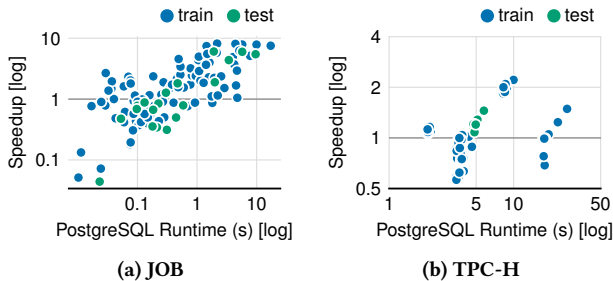 train test
Speedup [log]
10
1
0.1
0.1 1 10
PostgreSQL Runtime (s) [log]
(a) JOB
train test
Speedup [log]
4
2
1
0.5
1 5 10 50
PostgreSQL Runtime (s) [log]
(b) TPC-H